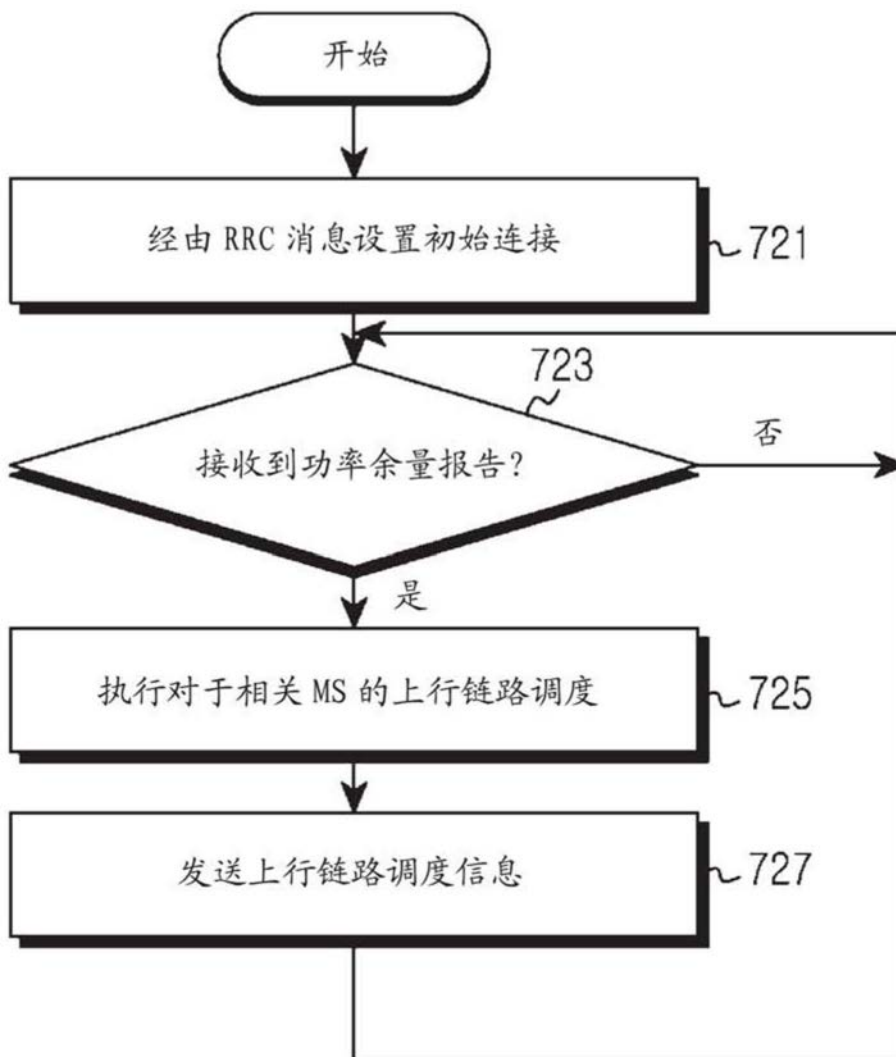 开始
经由 RRC 消息设置初始连接
721
723
接收到功率余量报告?
否
是
执行对于相关 MS 的上行链路调度
725
发送上行链路调度信息
727